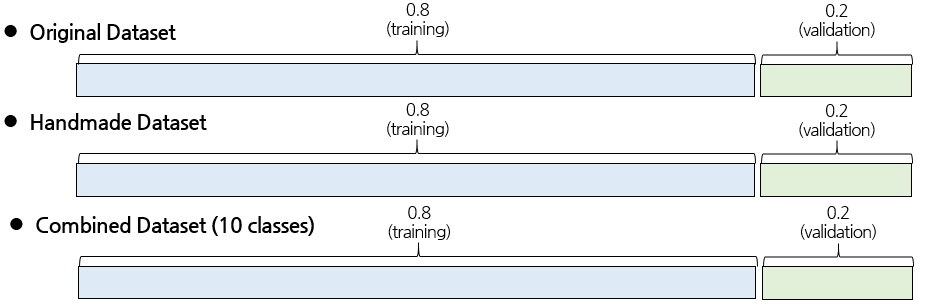 Original Dataset
0.8
(training)
0.2
(validation)
Handmade Dataset
0.8
(training)
0.2
(validation)
Combined Dataset (10 classes)
0.8
(training)
0.2
(validation)